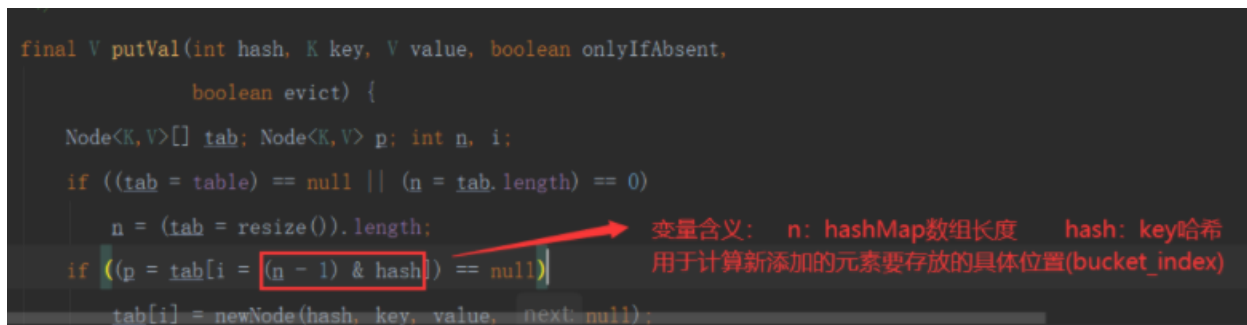 final V putVal(int hash, K key, V value, boolean onlyIfAbsent,
boolean evict) {
Node<K,V>[] tab; Node<K,V> p; int n, i;
if ((tab = table) == null || (n = tab.length) == 0)
n = (tab = resize()).length;
变量含义： n：hashMap数组长度 hash：key哈希
if ((p = tab[i = (n - 1) & hash]) == null)
用于计算新添加的元素要存放的具体位置(bucket_index)
tab[i] = newNode(hash, key, value, next: null);